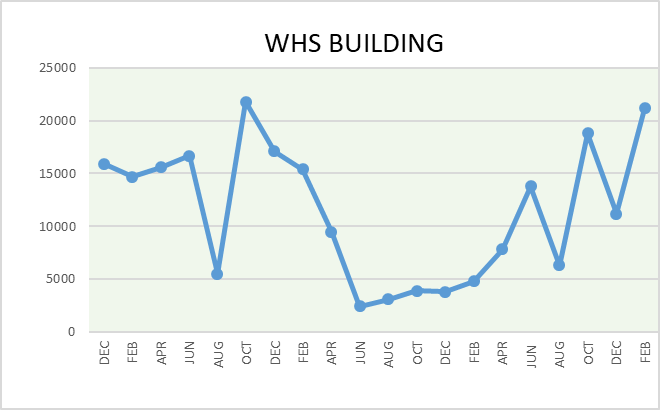 WHS BUILDING
25000
20000
15000
10000
5000
0
DEC
FEB
APR
JUN
AUG
OCT
DEC
FEB
APR
JUN
AUG
OCT
DEC
FEB
APR
JUN
AUG
OCT
DEC
FEB